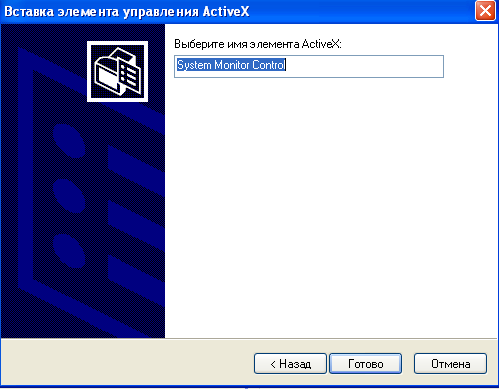 Вставка элемента управления ActiveX
Выберите имя элемента ActiveX:
System Monitor Control
< Назад
Готово
Отмена